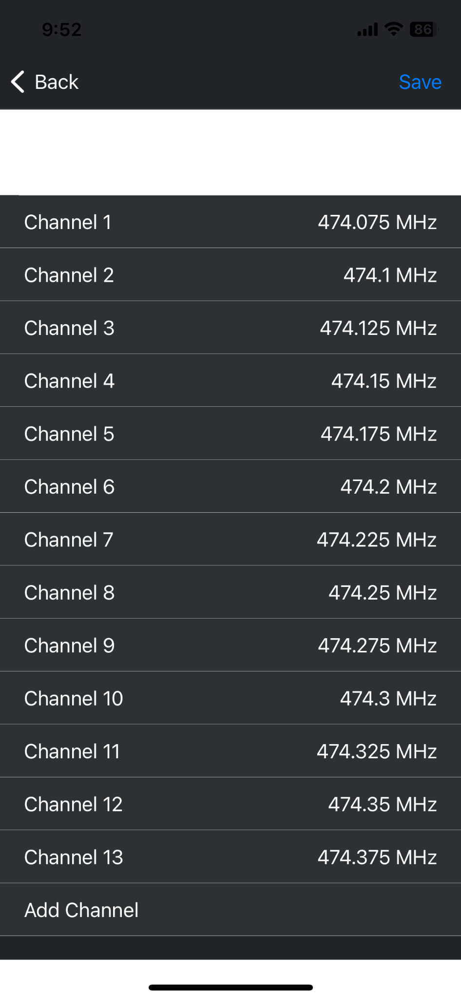 9:52
86
Back
Save
Channel 1 474.075 MHz
Channel 2 474.1 MHz
Channel 3 474.125 MHz
Channel 4 474.15 MHz
Channel 5 474.175 MHz
Channel 6 474.2 MHz
Channel 7 474.225 MHz
Channel 8 474.25 MHz
Channel 9 474.275 MHz
Channel 10 474.3 MHz
Channel 11 474.325 MHz
Channel 12 474.35 MHz
Channel 13 474.375 MHz
Add Channel